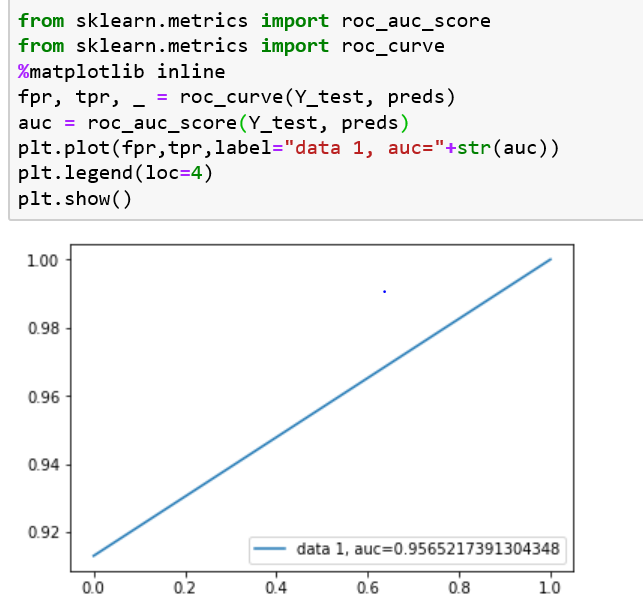 from sklearn.metrics import roc_auc_score
from sklearn.metrics import roc_curve
%matplotlib inline
fpr, tpr, _ = roc_curve(Y_test, preds)
auc = roc_auc_score(Y_test, preds)
plt.plot(fpr,tpr,label="data 1, auc="+str(auc))
plt.legend(loc=4)
plt.show()
1.00
0.98
0.96
0.94
0.92
data 1, auc=0.9565217391304348
0.0 0.2 0.4 0.6 0.8 1.0